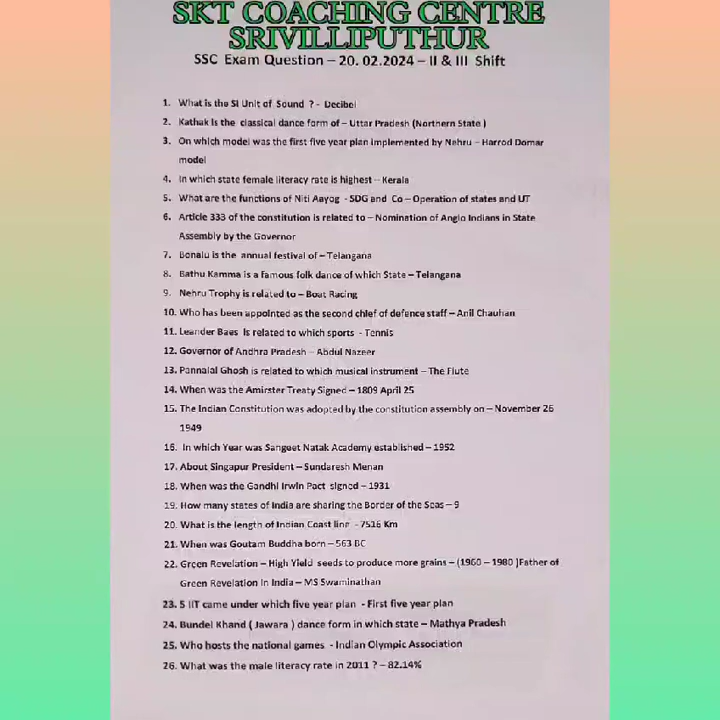 SKT COACHING CENTRE
SRIVILLIPUTHUR
SSC Exam Question – 20. 02.2024 – II & III Shift
1. What is the SI Unit of Sound ? - Decibel
2. Kathak is the classical dance form of – Uttar Pradesh (Northern State )
3. On which model was the first five year plan implemented by Nehru – Harrod Domar
model
4. In which state female literacy rate is highest – Kerala
5. What are the functions of Niti Aayog - SDG and Co – Operation of states and UT
6. Article 333 of the constitution is related to – Nomination of Anglo Indians in State
Assembly by the Governor
7. Bonalu is the annual festival of – Telangana
8. Bathu Kamma is a famous folk dance of which State – Telangana
9. Nehru Trophy is related to – Boat Racing
10. Who has been appointed as the second chief of defence staff – Anil Chauhan
11. Leander Baes is related to which sports - Tennis
12. Governor of Andhra Pradesh – Abdul Nazeer
13. Pannalal Ghosh is related to which musical instrument – The Flute
14. When was the Amirster Treaty Signed – 1809 April 25
15. The Indian Constitution was adopted by the constitution assembly on – November 26
1949
16. In which Year was Sangeet Natak Academy established – 1952
17. About Singapur President – Sundaresh Menan
18. When was the Gandhi Irwin Pact signed – 1931
19. How many states of India are sharing the Border of the Seas – 9
20. What is the length of Indian Coast line - 7516 Km
21. When was Goutam Buddha born – 563 BC
22. Green Revelation – High Yield seeds to produce more grains – (1960 – 1980 )Father of
Green Revelation in India – MS Swaminathan
23. 5 IIT came under which five year plan - First five year plan
24. Bundel Khand ( Jawara ) dance form in which state – Mathya Pradesh
25. Who hosts the national games - Indian Olympic Association
26. What was the male literacy rate in 2011 ? – 82.14%